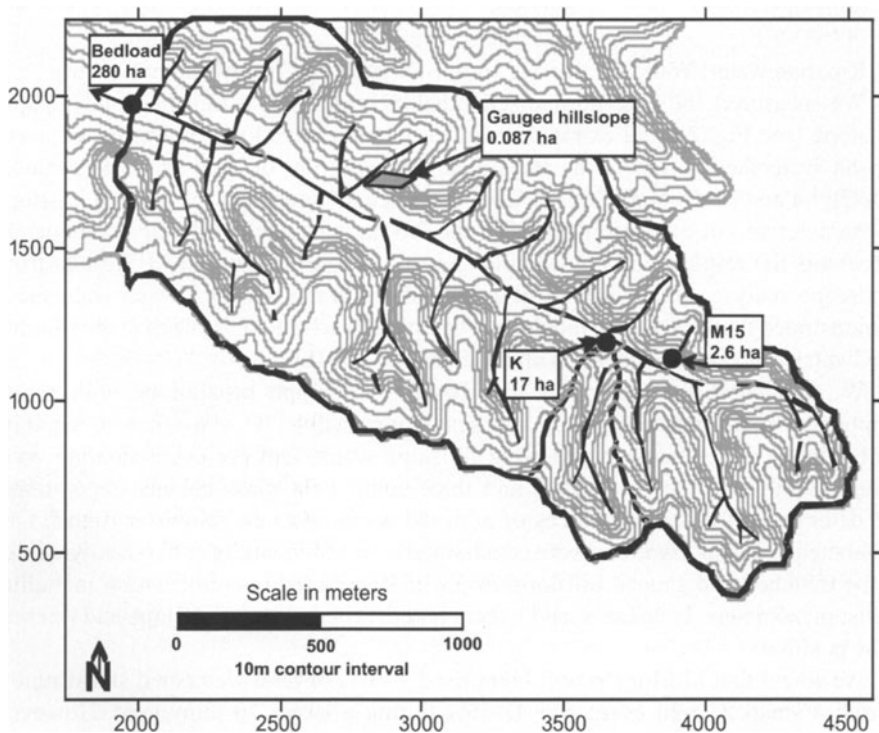 Bedload
280 ha
2000
Gauged hillslope
0.087 ha
1500
M15
2.6 ha
K
17 ha
1000
500
Scale in meters
0 500 1000
10m contour interval
N
2000 2500 3000 3500 4000 4500